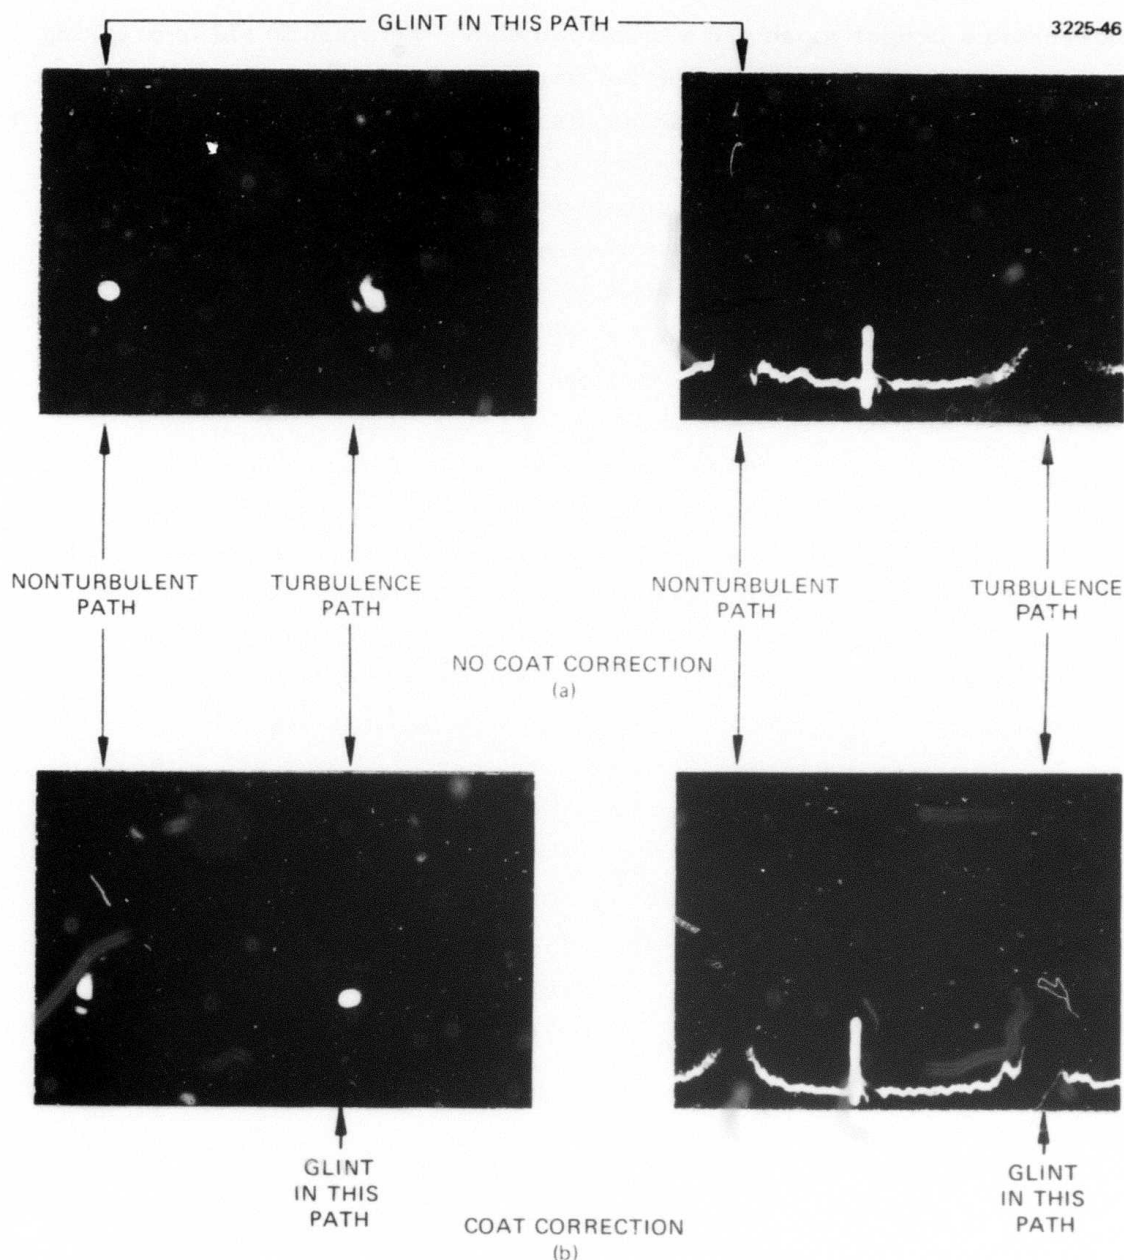 GLINT IN THIS PATH
3225-46
NONTURBULENT
PATH
TURBULENCE
PATH
NONTURBULENT
PATH
TURBULENCE
PATH
NO COAT CORRECTION
(a)
GLINT
IN THIS
PATH
GLINT
IN THIS
PATH
COAT CORRECTION
(b)